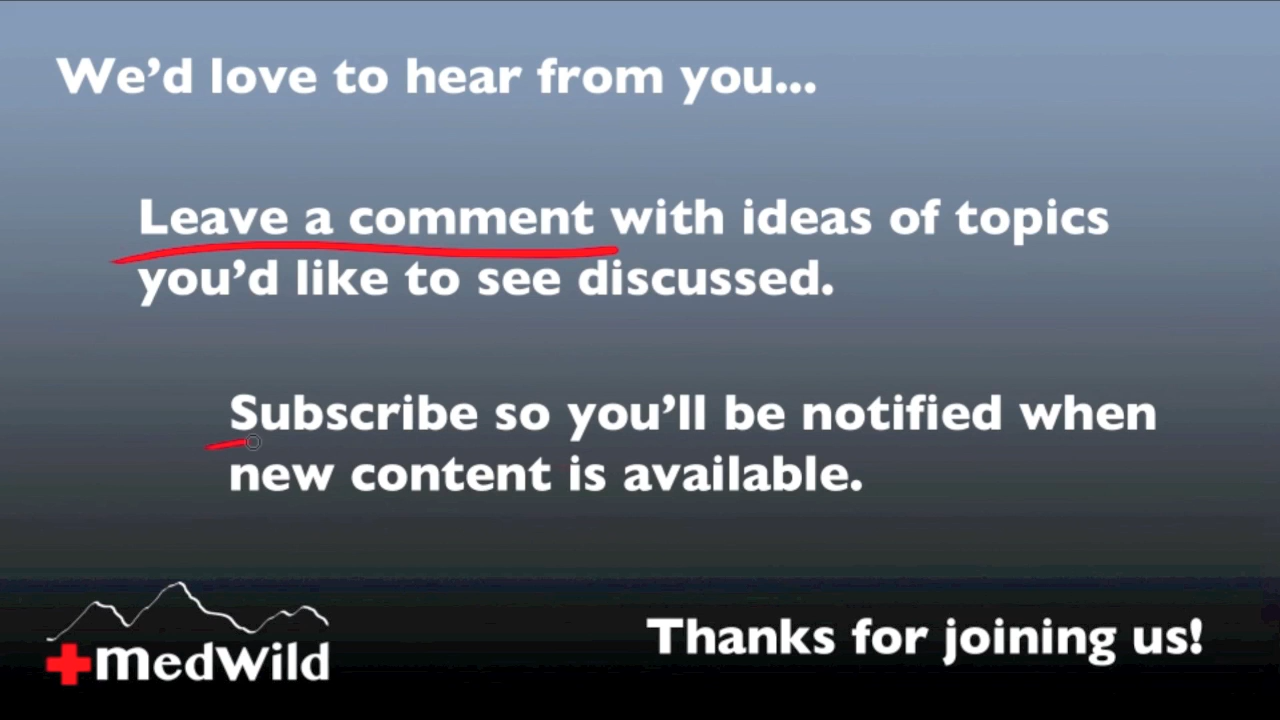 We’d love to hear from you...
Leave a comment with ideas of topics
you’d like to see discussed.
Subscribe so you’ll be notified when
new content is available.
medWild
Thanks for joining us!